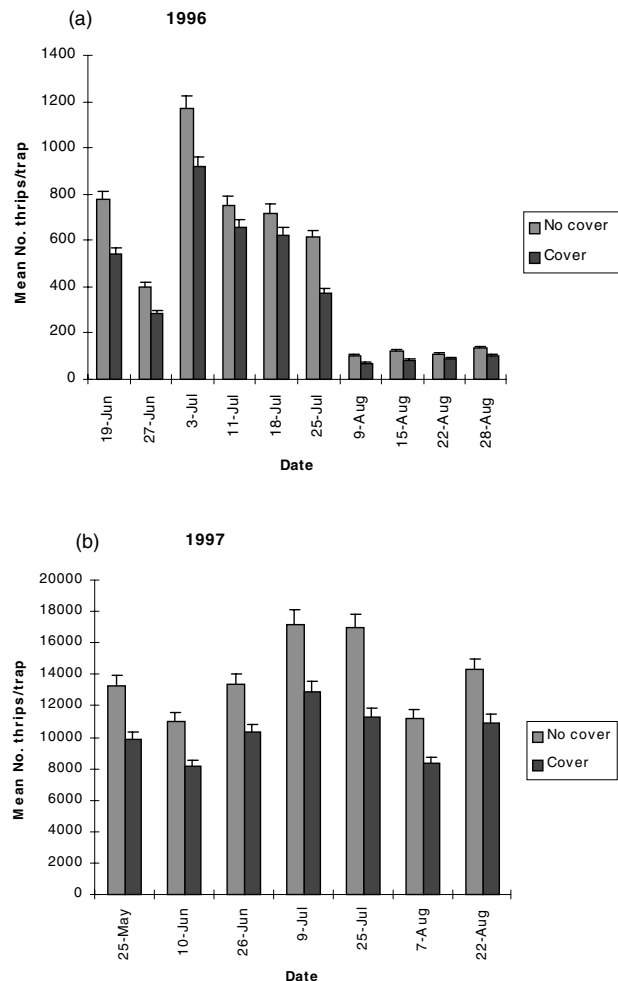 (a) 1996
1400
1200
1000
800
600
400
200
0
Mean No. thrips/trap
19-Jun
27-Jun
3-Jul
11-Jul
18-Jul
25-Jul
9-Aug
15-Aug
22-Aug
28-Aug
Date
No cover
Cover
(b) 1997
20000
18000
16000
14000
12000
10000
8000
6000
4000
2000
0
Mean No. thrips/trap
25-May
10-Jun
26-Jun
9-Jul
25-Jul
7-Aug
22-Aug
Date
No cover
Cover